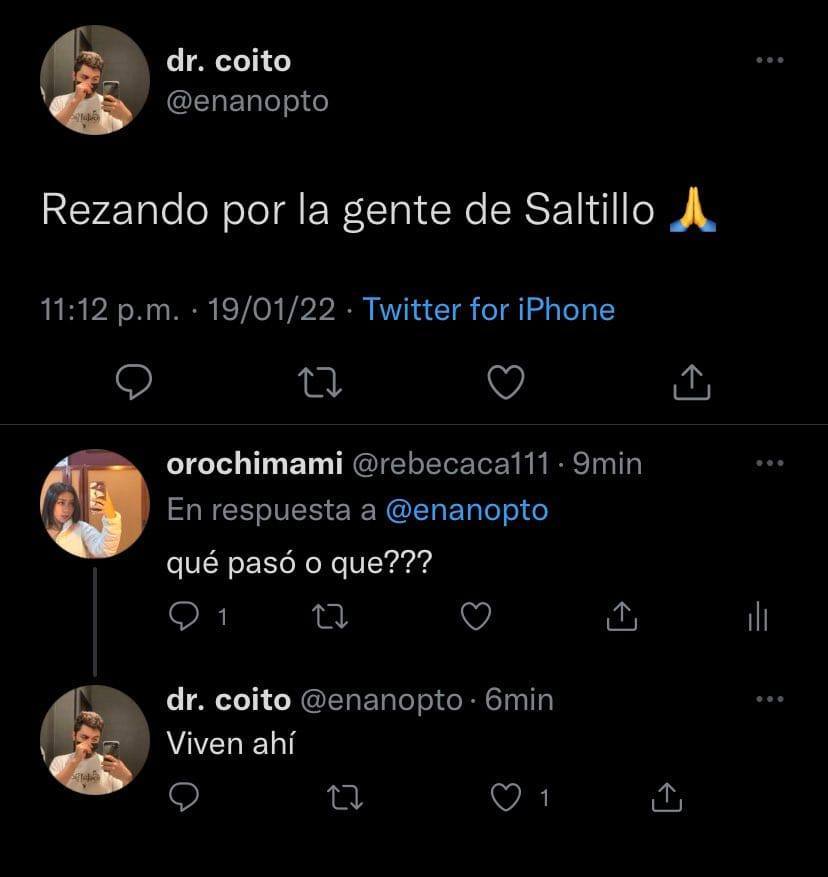 dr. coito
@enanopto
Rezando por la gente de Saltillo 🙏
11:12 p.m. · 19/01/22 · Twitter for iPhone
orochimami @rebecaca111 · 9min
En respuesta a @enanopto
qué pasó o que???
1
dr. coito @enanopto · 6min
Viven ahí
1